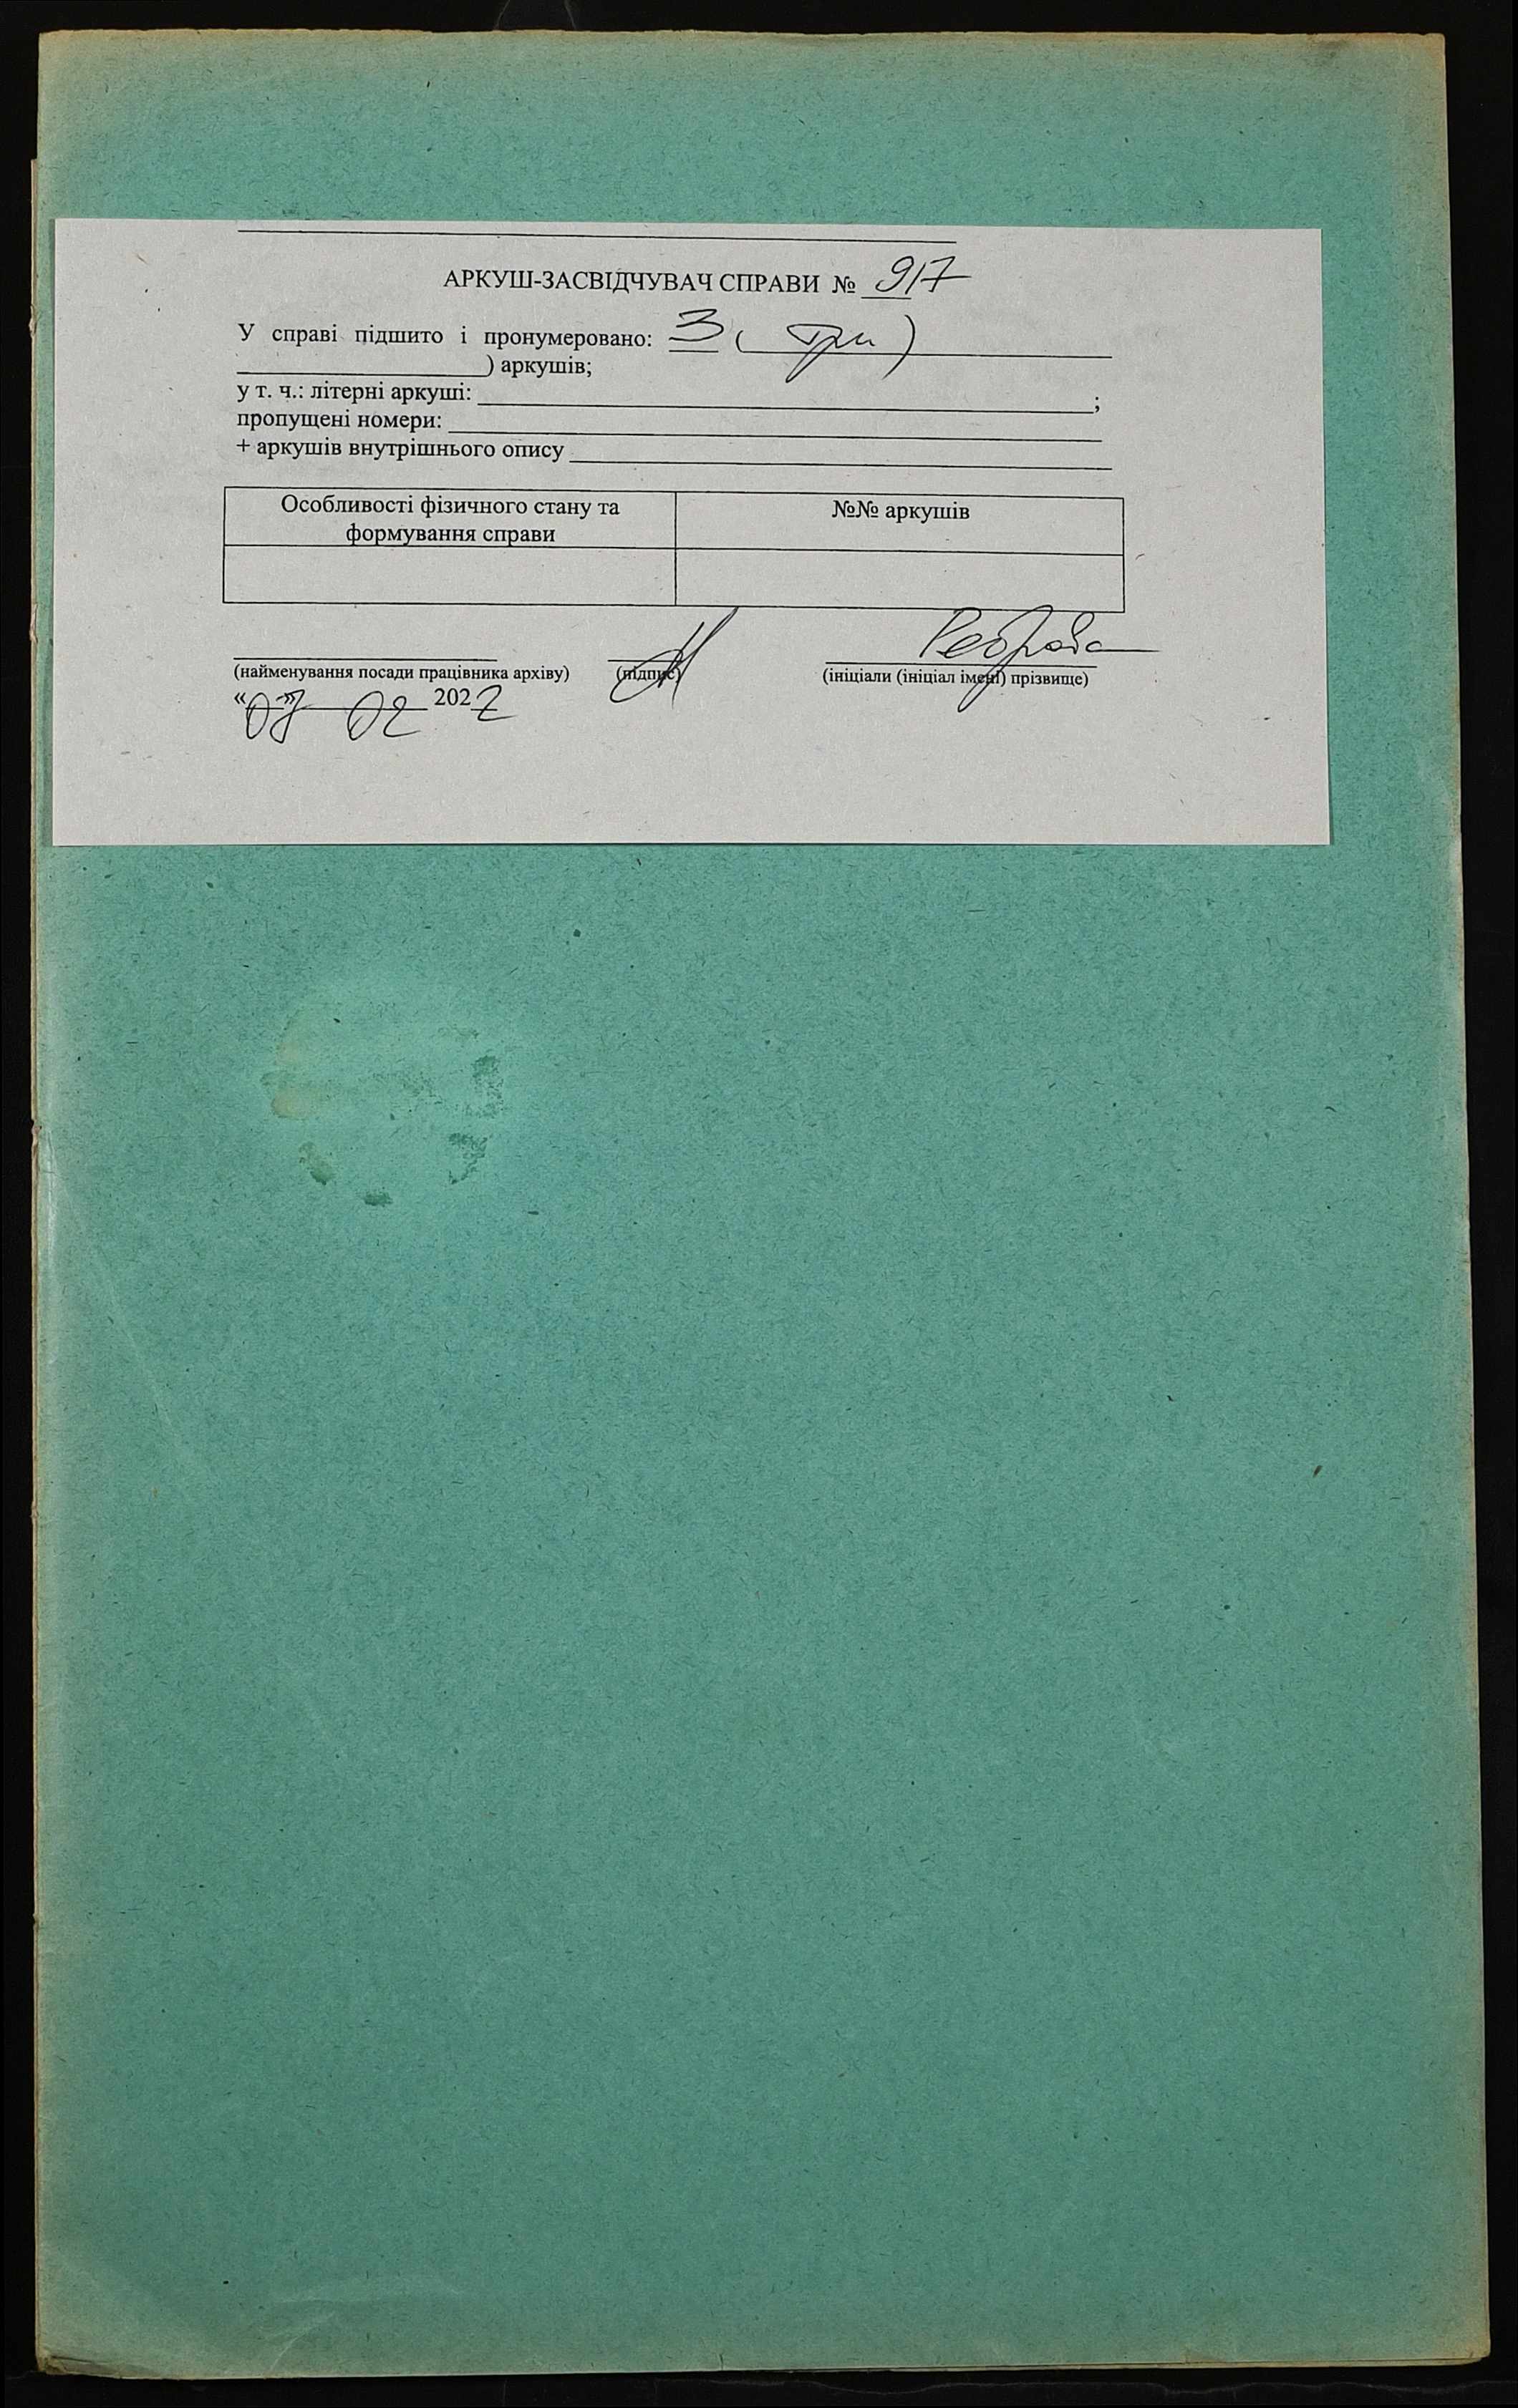 АРКУШ-ЗАСВІДЧУВАЧ СПРАВИ № 917
У справі підшито і пронумеровано: 3 ( три )
) аркушів;
у т. ч.: літерні аркуші: ;
пропущені номери:
+ аркушів внутрішнього опису
Особливості фізичного стану та
формування справи
№№ аркушів
(найменування посади працівника архіву) (підпис) (ініціали (ініціал імені) прізвище)
« » 02 2022